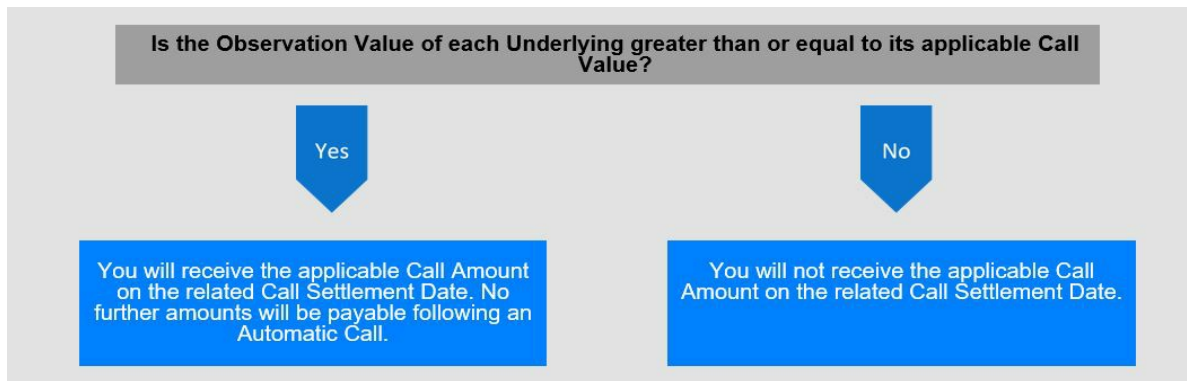 Is the Observation Value of each Underlying greater than or equal to its applicable Call
Value?
Yes
No
You will receive the applicable Call Amount
on the related Call Settlement Date. No
further amounts will be payable following an
Automatic Call.
You will not receive the applicable Call
Amount on the related Call Settlement Date.